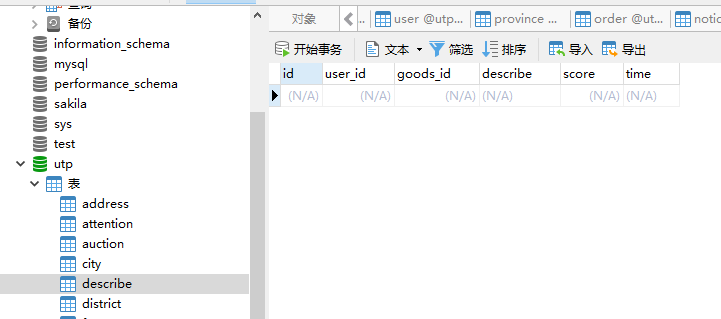 对象
user @utp...
province ...
order @ut...
开始事务
文本
筛选
排序
导入
导出
id user_id goods_id describe score time
(N/A) (N/A) (N/A) (N/A) (N/A) (N/A)
备份
information_schema
mysql
performance_schema
sakila
sys
test
utp
表
address
attention
auction
city
describe
district